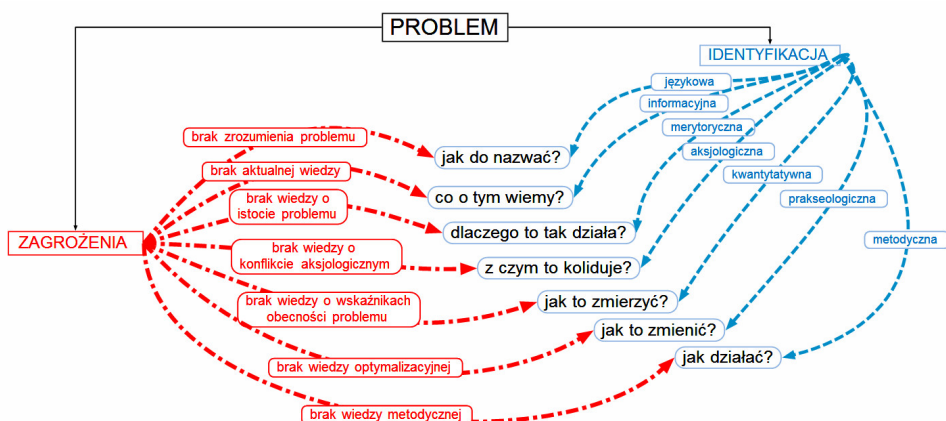 PROBLEM
IDENTYFIKACJA
językowa
informacyjna
merytoryczna
aksjologiczna
kwantytatywna
prakseologiczna
metodyczna
brak zrozumienia problemu
jak do nazwać?
brak aktualnej wiedzy
co o tym wiemy?
brak wiedzy o
istocie problemu
dlaczego to tak działa?
ZAGROŻENIA
brak wiedzy o
konflikcie aksjologicznym
z czym to koliduje?
brak wiedzy o wskaźnikach
obecności problemu
jak to zmierzyć?
jak to zmienić?
brak wiedzy optymalizacyjnej
jak działać?
brak wiedzy metodycznej